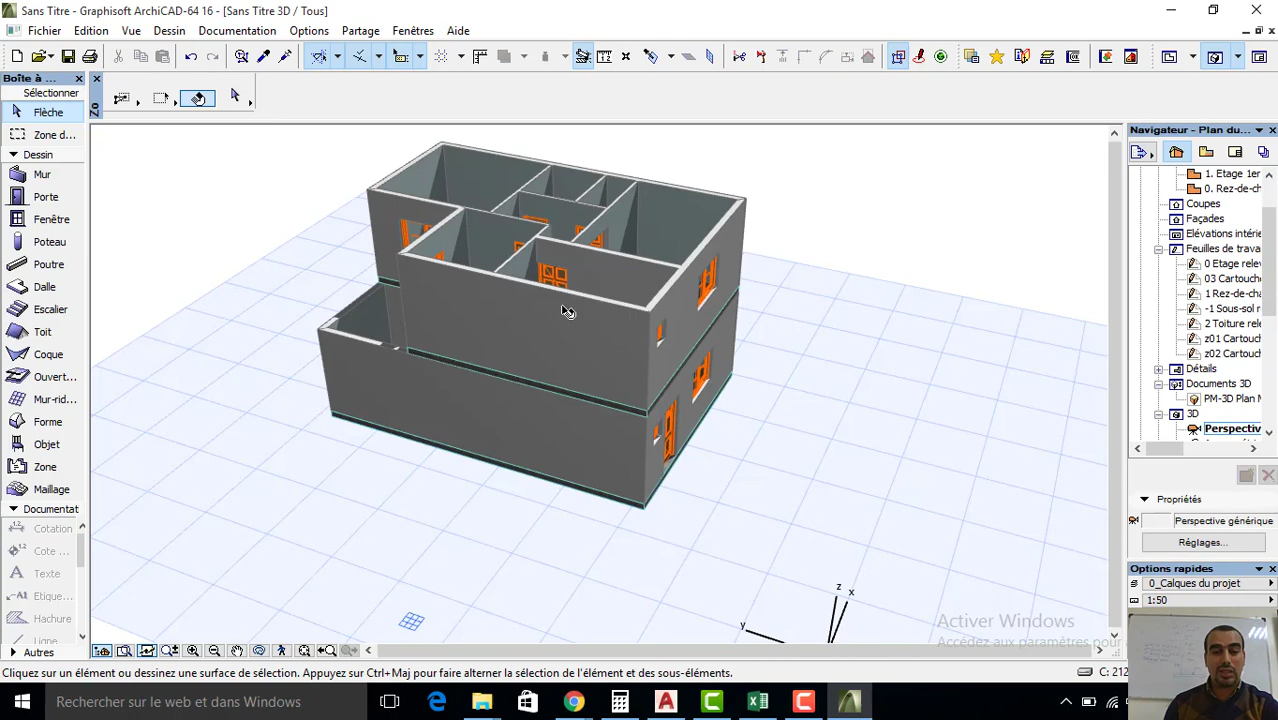 Sans Titre - Graphisoft ArchiCAD-64 16 - [Sans Titre 3D / Tous]
Fichier Edition Vue Dessin Documentation Options Partage Fenêtres Aide
Boîte à ...
Sélectionner
Flèche
Zone d...
Dessin
Mur
Porte
Fenêtre
Poteau
Poutre
Dalle
Escalier
Toit
Coque
Ouvert...
Mur-rid...
Forme
Objet
Zone
Maillage
Documentat
Cotation
Cote ...
Texte
Etique...
Hachure
Ligne
Autres
z
x
y
Navigateur - Plan du...
1. Etage 1er
0. Rez-de-ch
Coupes
Façades
Elévations intéri
Feuilles de trava
0 Etage relev
03 Cartouche
1 Rez-de-cha
-1 Sous-sol r
2 Toiture rele
z01 Cartouc
z02 Cartouc
Détails
Documents 3D
PM-3D Plan M
3D
Perspectiv
Propriétés
Perspective générique
Réglages...
Options rapides
0_Calques du projet
1:50
Activer Windows
Accédez aux paramètres pou
Cliquez sur un élément ou dessinez une surface de sélection. Appuyez sur Ctrl+Maj pour faire alterner la sélection de l'élément et des sous-éléments.
C: 212
Rechercher sur le web et dans Windows